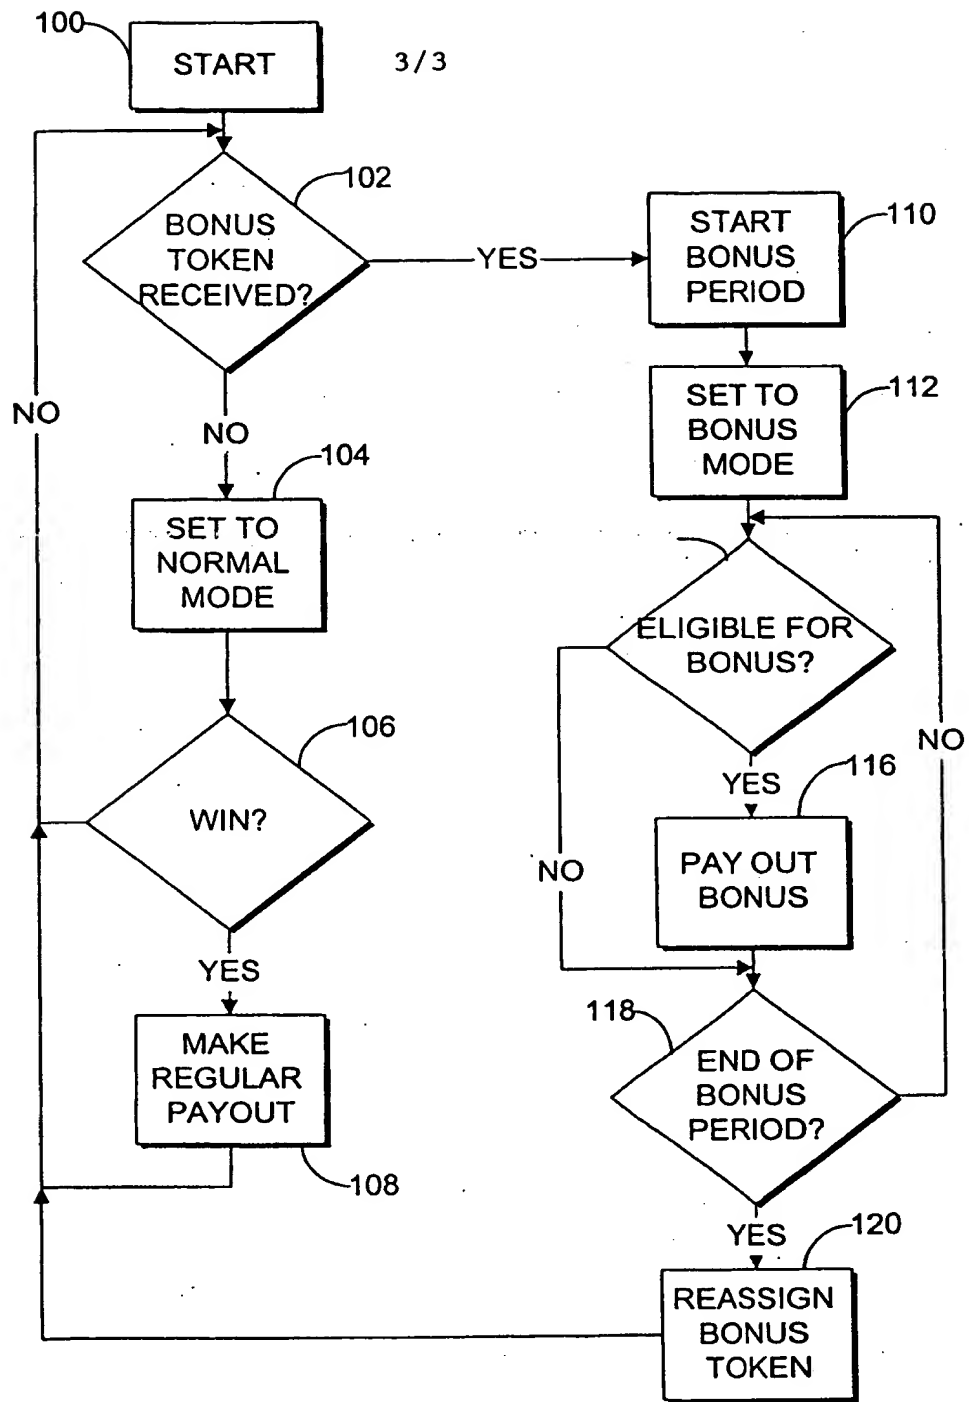 100
START
3/3
102
BONUS
TOKEN
RECEIVED?
YES
START
BONUS
PERIOD
110
SET TO
BONUS
MODE
112
NO
NO
104
SET TO
NORMAL
MODE
ELIGIBLE FOR
BONUS?
106
WIN?
NO
YES
116
PAY OUT
BONUS
NO
YES
MAKE
REGULAR
PAYOUT
108
118
END OF
BONUS
PERIOD?
YES
120
REASSIGN
BONUS
TOKEN